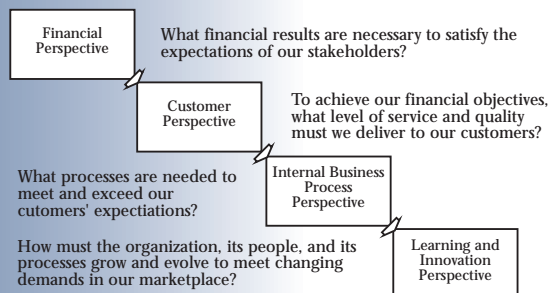 Financial
Perspective
What financial results are necessary to satisfy the
expectations of our stakeholders?
Customer
Perspective
To achieve our financial objectives,
what level of service and quality
must we deliver to our customers?
What processes are needed to
meet and exceed our
cutomers' expectiations?
Internal Business
Process
Perspective
How must the organization, its people, and its
processes grow and evolve to meet changing
demands in our marketplace?
Learning and
Innovation
Perspective